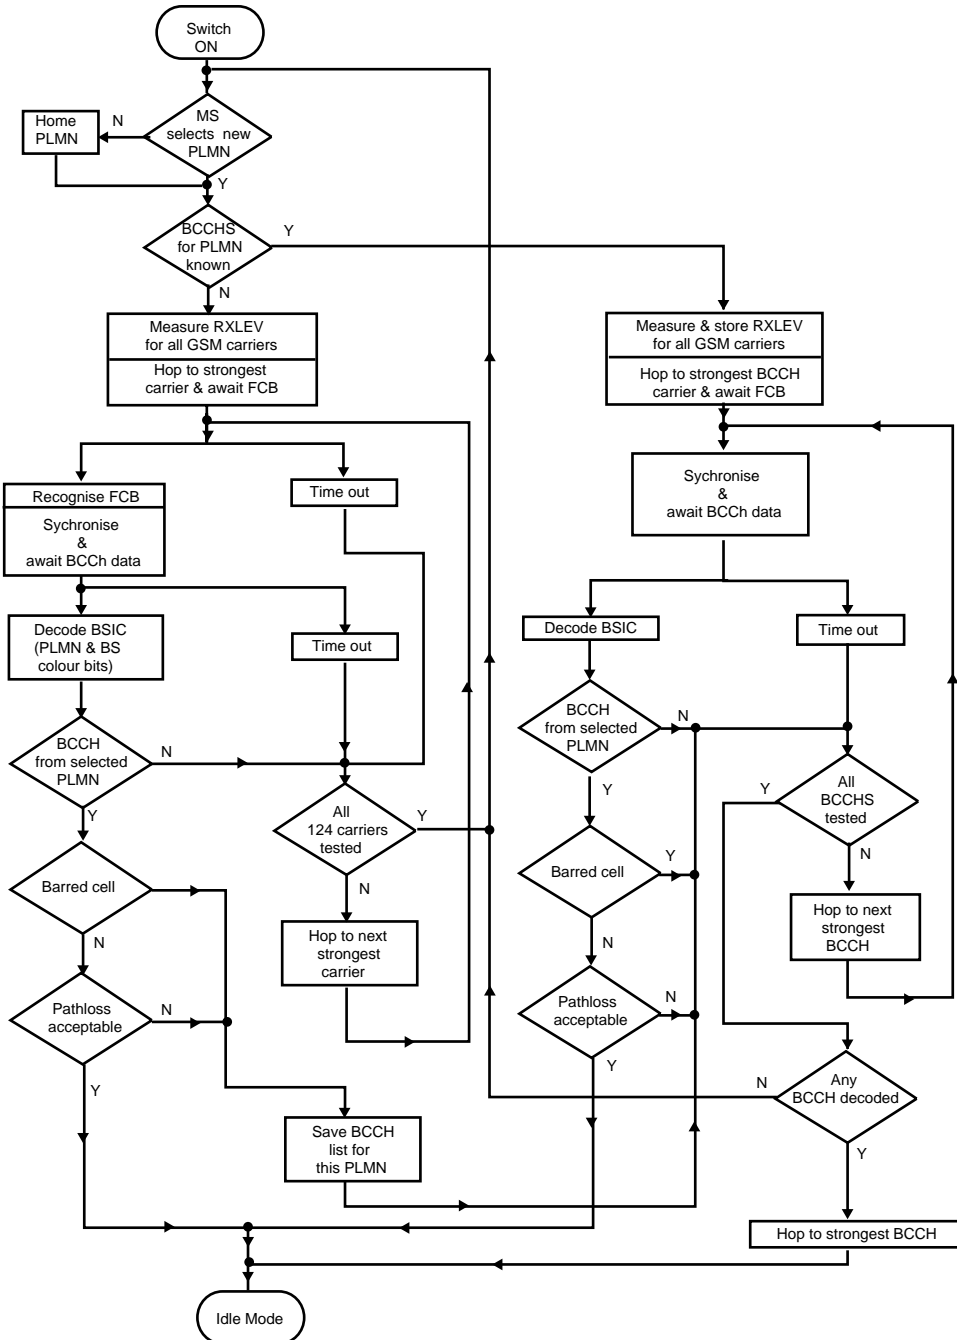 Switch
ON
MS
selects new
PLMN
N
Home
PLMN
Y
BCCHS
for PLMN
known
Y
N
Measure RXLEV
for all GSM carriers
Hop to strongest
carrier & await FCB
Measure & store RXLEV
for all GSM carriers
Hop to strongest BCCH
carrier & await FCB
Recognise FCB
Sychronise
&
await BCCh data
Time out
Sychronise
&
await BCCh data
Decode BSIC
(PLMN & BS
colour bits)
Time out
Decode BSIC
Time out
BCCH
from selected
PLMN
N
Y
BCCH
from selected
PLMN
N
Y
All
124 carriers
tested
Y
N
All
BCCHS
tested
Y
N
Barred cell
N
Barred cell
Y
N
Hop to next
strongest
carrier
Hop to next
strongest
BCCH
Pathloss
acceptable
N
Y
Pathloss
acceptable
N
Y
Any
BCCH decoded
N
Y
Save BCCH
list for
this PLMN
Hop to strongest BCCH
Idle Mode